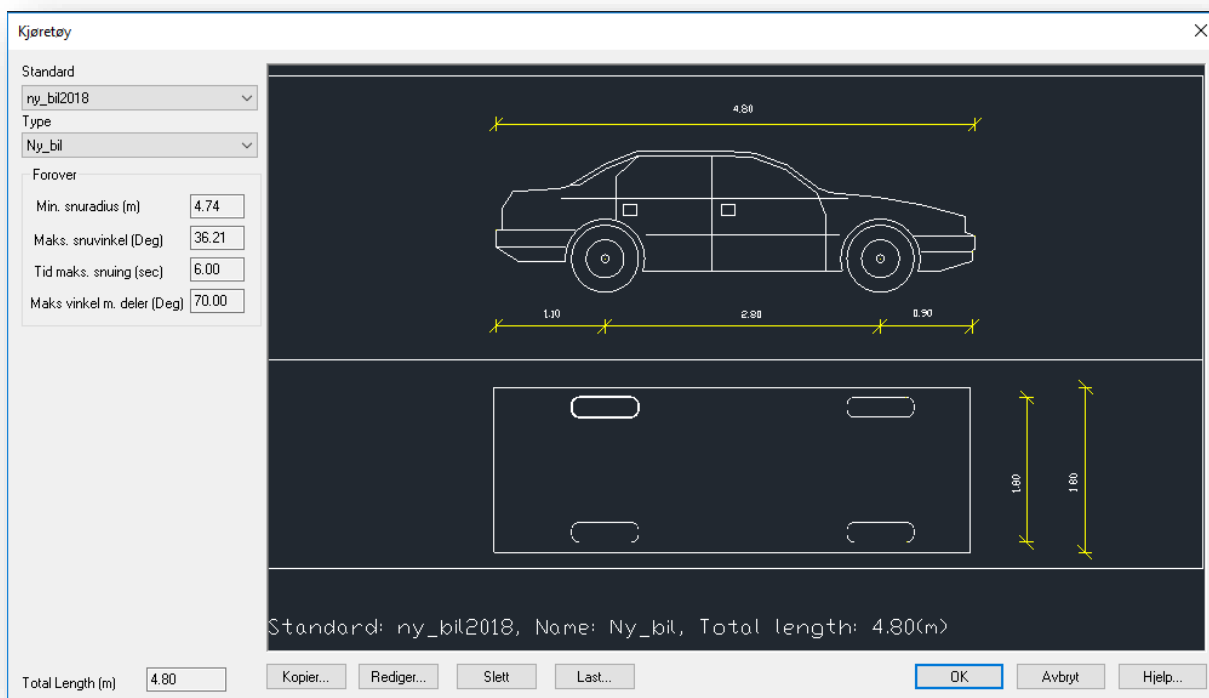 Kjøretøy
Standard
ny_bil2018
Type
Ny_bil
Forover
Min. snuradius (m) 4.74
Maks. snuvinkel (Deg) 36.21
Tid maks. snuing (sec) 6.00
Maks vinkel m. deler (Deg) 70.00
4.80
1.10 2.80 0.90
1.80 1.80
Standard: ny_bil2018, Name: Ny_bil, Total length: 4.80(m)
Total Length (m) 4.80
Kopier... Rediger... Slett Last... OK Avbryt Hjelp...